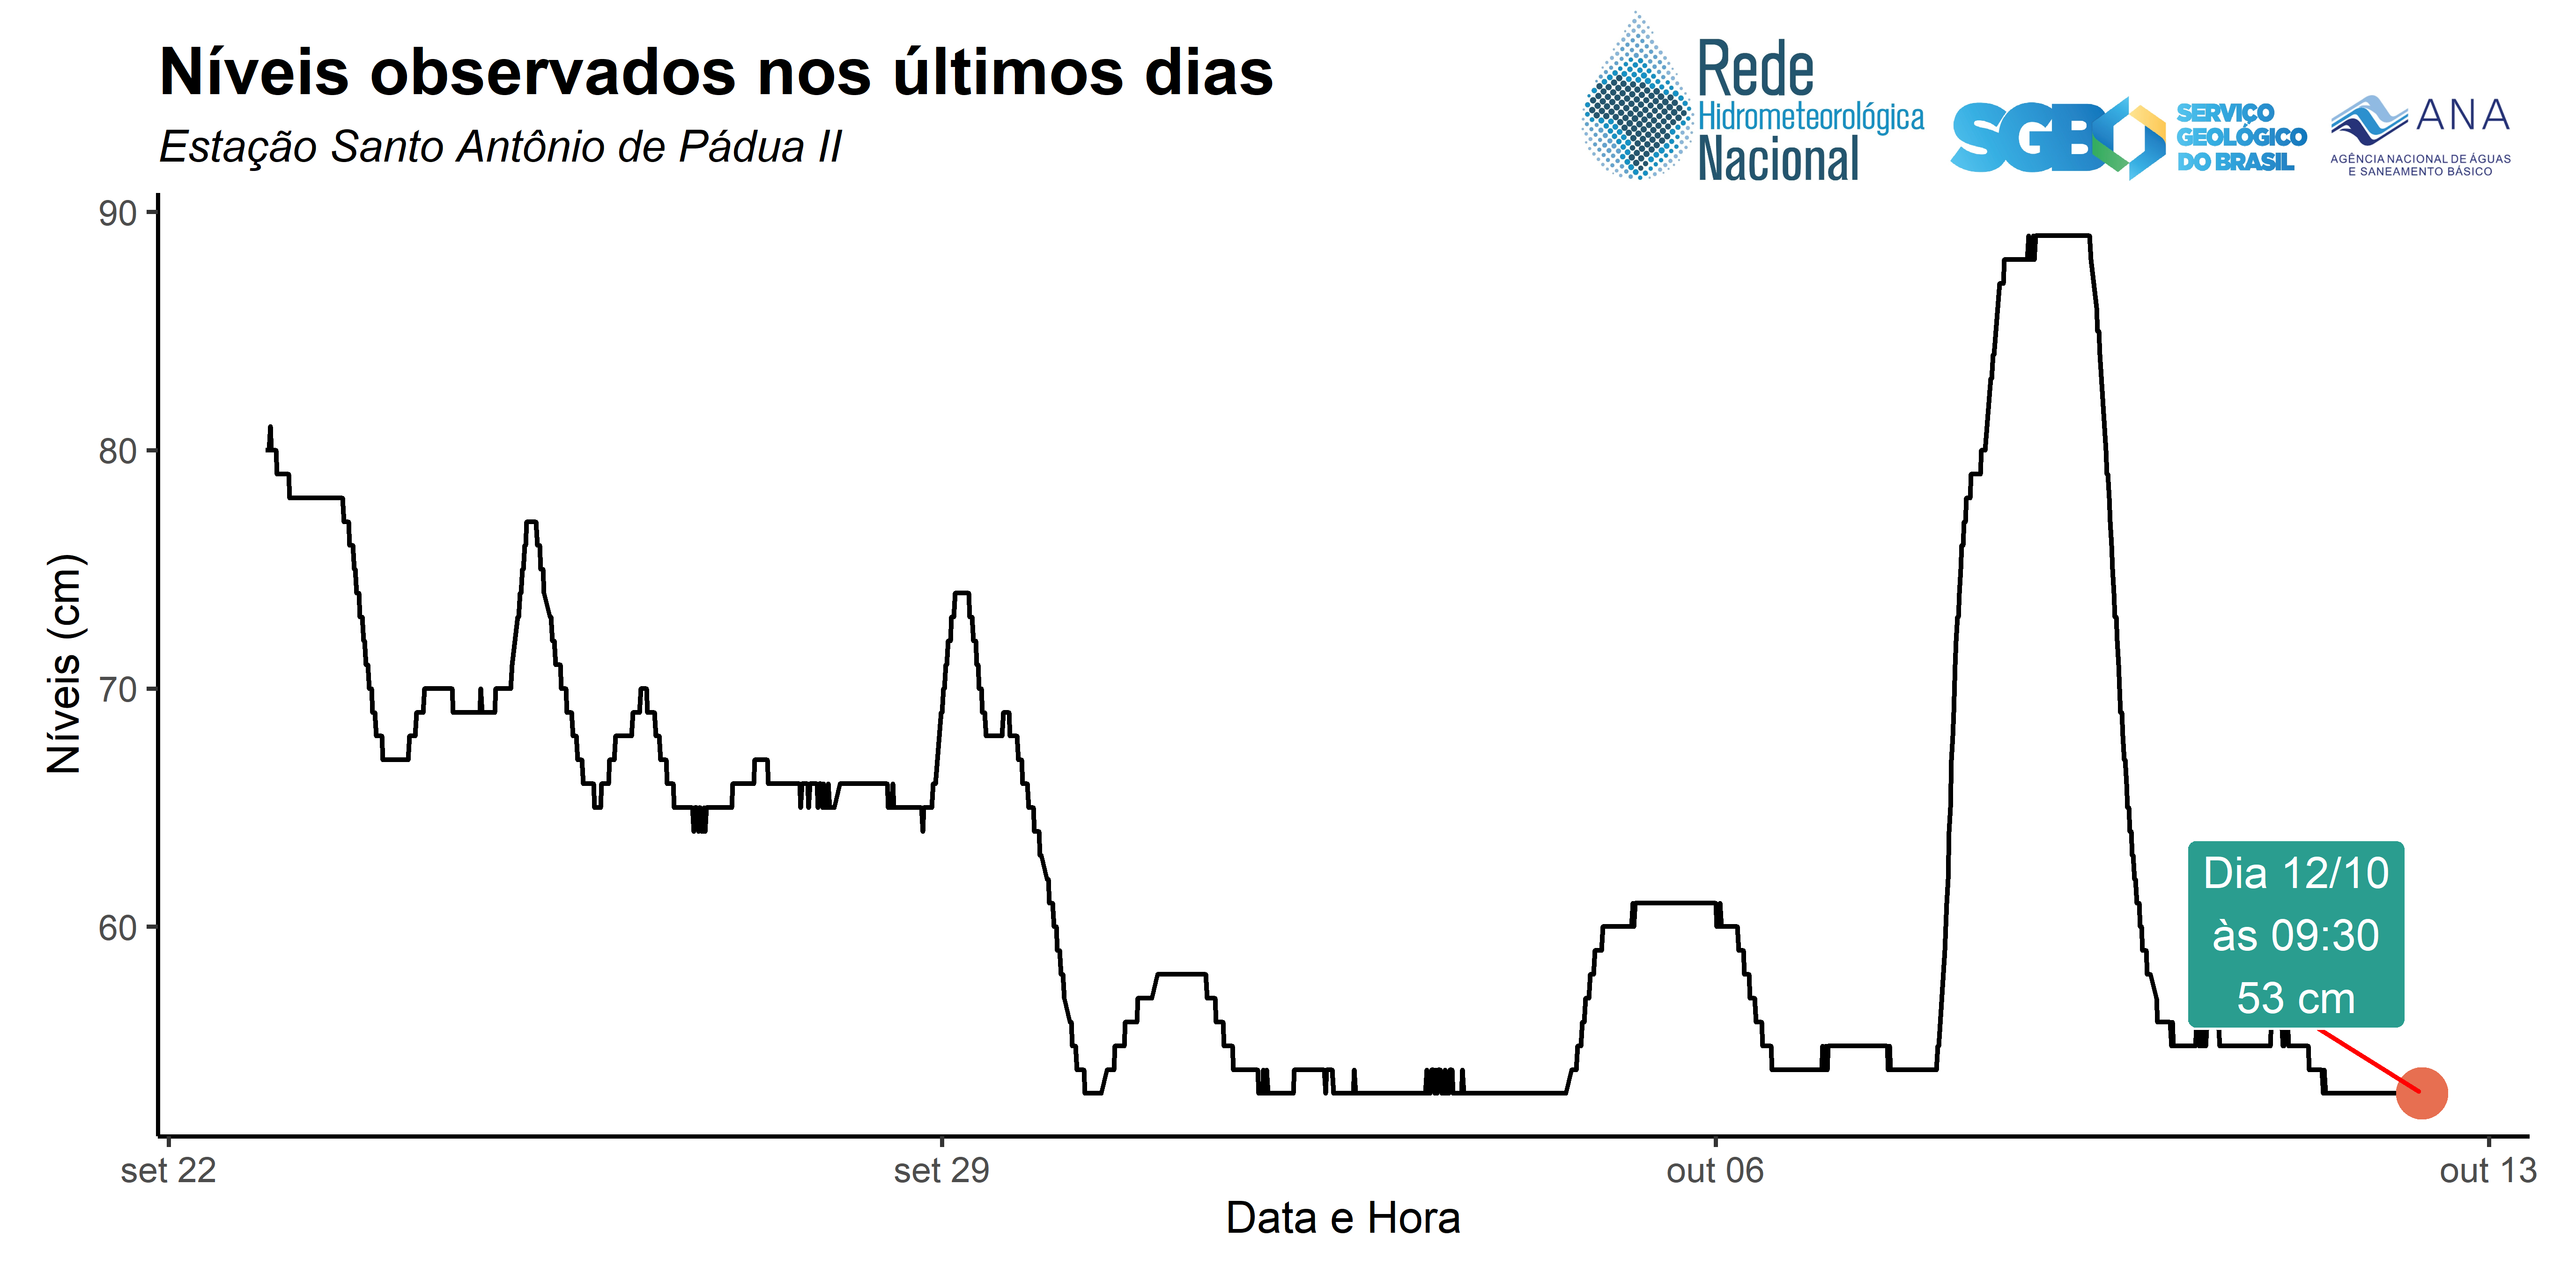 Níveis observados nos últimos dias
Estação Santo Antônio de Pádua II
Rede
Hidrometeorológica
Nacional
SGB
SERVIÇO
GEOLÓGICO
DO BRASIL
ANA
AGÊNCIA NACIONAL DE ÁGUAS
E SANEAMENTO BÁSICO
Níveis (cm)
90
80
70
60
Dia 12/10
às 09:30
53 cm
set 22
set 29
out 06
out 13
Data e Hora